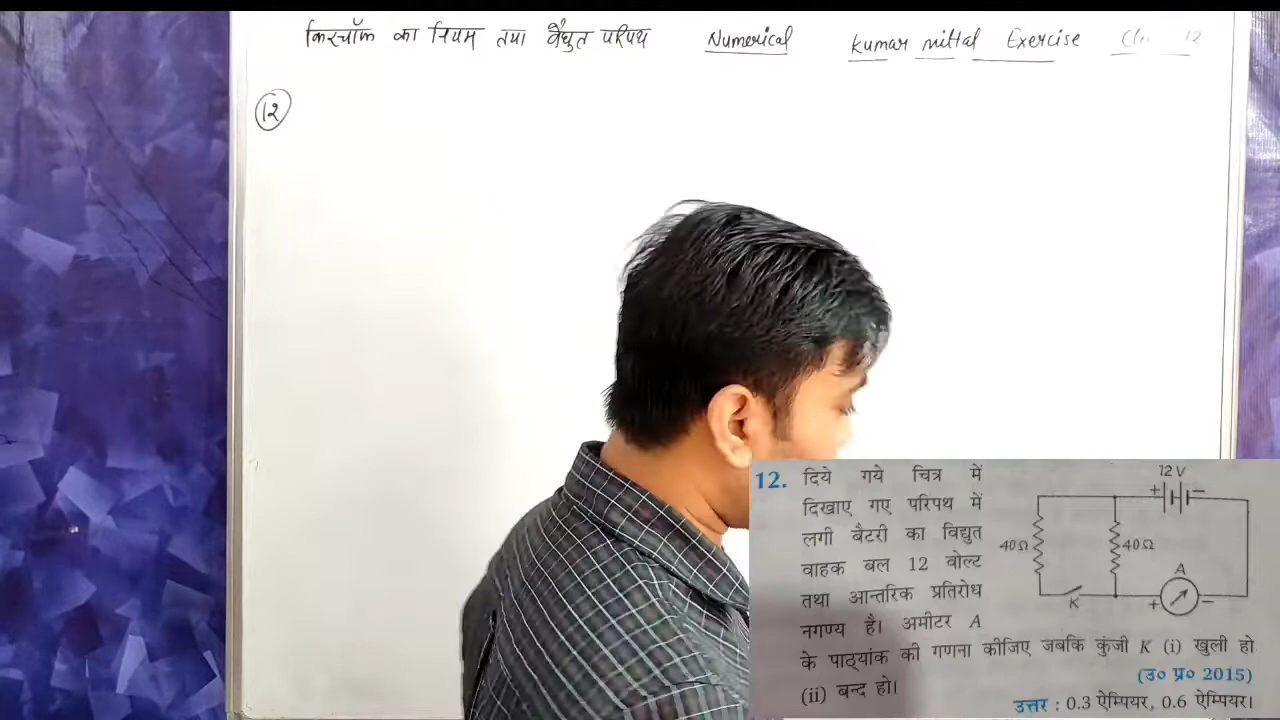 किरचॉफ का नियम तथा वैद्युत परिपथ Numerical Kumar mittal Exercise 12
१२
12. दिये गये चित्र में
दिखाए गए परिपथ में
लगी बैटरी का विद्युत
वाहक बल 12 वोल्ट
तथा आन्तरिक प्रतिरोध
नगण्य है। अमीटर A
के पाठ्यांक की गणना कीजिए जबकि कुंजी K (i) खुली हो
(ii) बन्द हो।
(उ० प्र० 2015)
उत्तर : 0.3 ऐम्पियर, 0.6 ऐम्पियर।
12 V
+ −
40Ω
40Ω
A
K
+ −